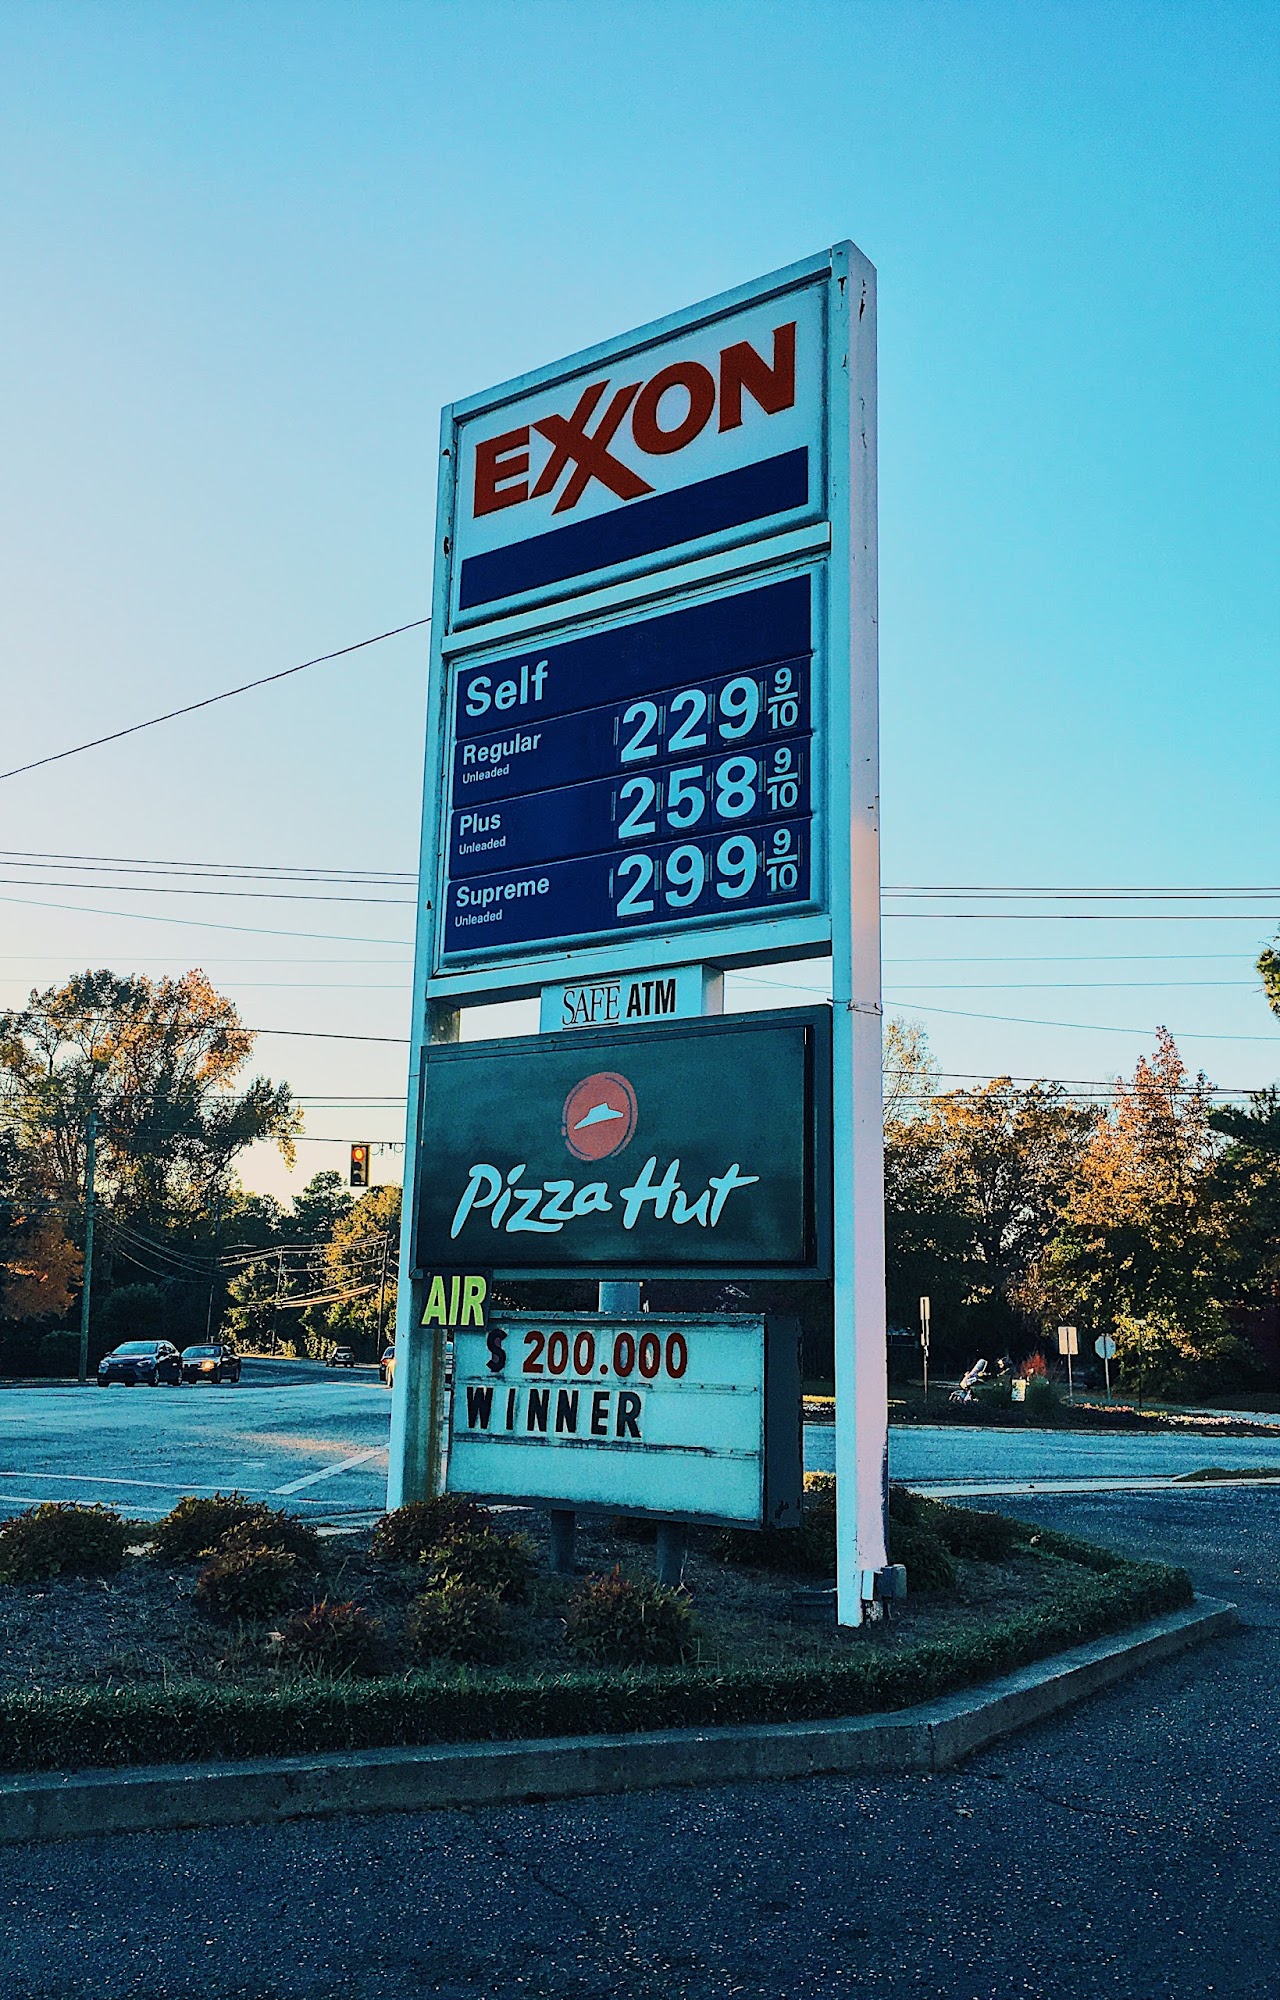 EXXON
Self
Regular 229 9/10
Unleaded
Plus 258 9/10
Unleaded
Supreme 299 9/10
Unleaded
SAFE ATM
Pizza Hut
AIR
$ 200.000
WINNER